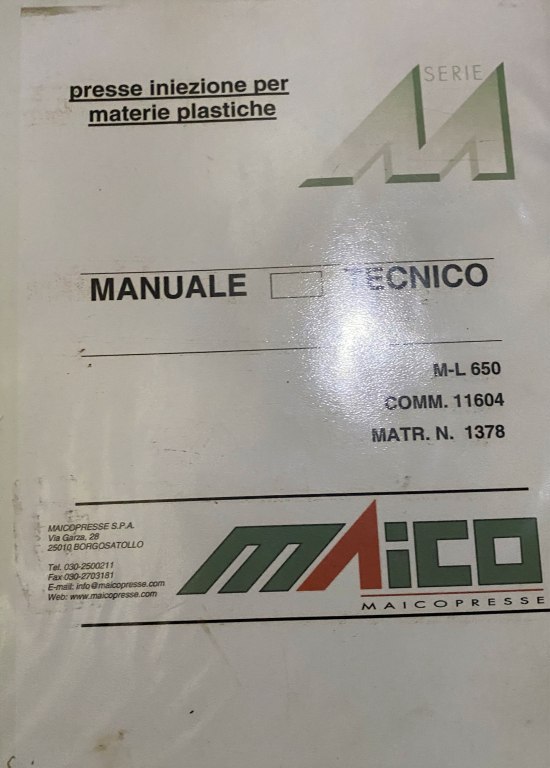 presse iniezione per
materie plastiche
SERIE
M
MANUALE TECNICO
M-L 650
COMM. 11604
MATR. N. 1378
MAICOPRESSE S.P.A.
Via Garza, 28
25010 BORGOSATOLLO
Tel. 030-2500211
Fax 030-2703181
E-mail: info@maicopresse.com
Web: www.maicopresse.com
MAiCO
MAICOPRESSE